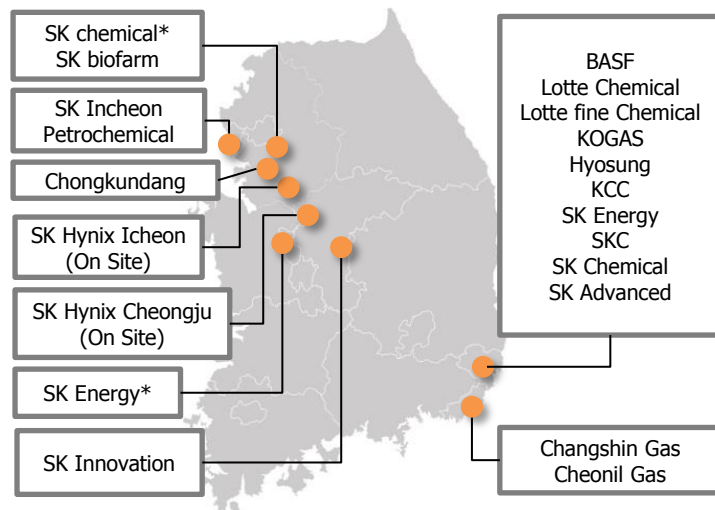 SK chemical*
SK biofarm
SK Incheon
Petrochemical
Chongkundang
SK Hynix Icheon
(On Site)
SK Hynix Cheongju
(On Site)
SK Energy*
SK Innovation
BASF
Lotte Chemical
Lotte fine Chemical
KOGAS
Hyosung
KCC
SK Energy
SKC
SK Chemical
SK Advanced
Changshin Gas
Cheonil Gas